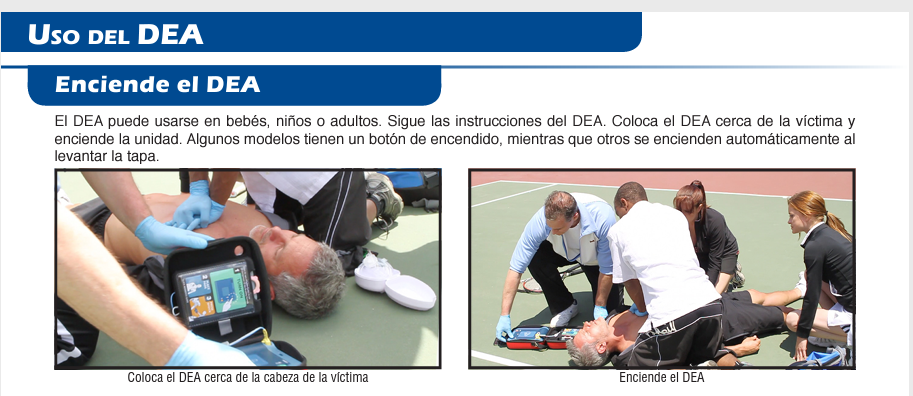 USO DEL DEA
Enciende el DEA
El DEA puede usarse en bebés, niños o adultos. Sigue las instrucciones del DEA. Coloca el DEA cerca de la víctima y
enciende la unidad. Algunos modelos tienen un botón de encendido, mientras que otros se encienden automáticamente al
levantar la tapa.
Coloca el DEA cerca de la cabeza de la víctima
Enciende el DEA